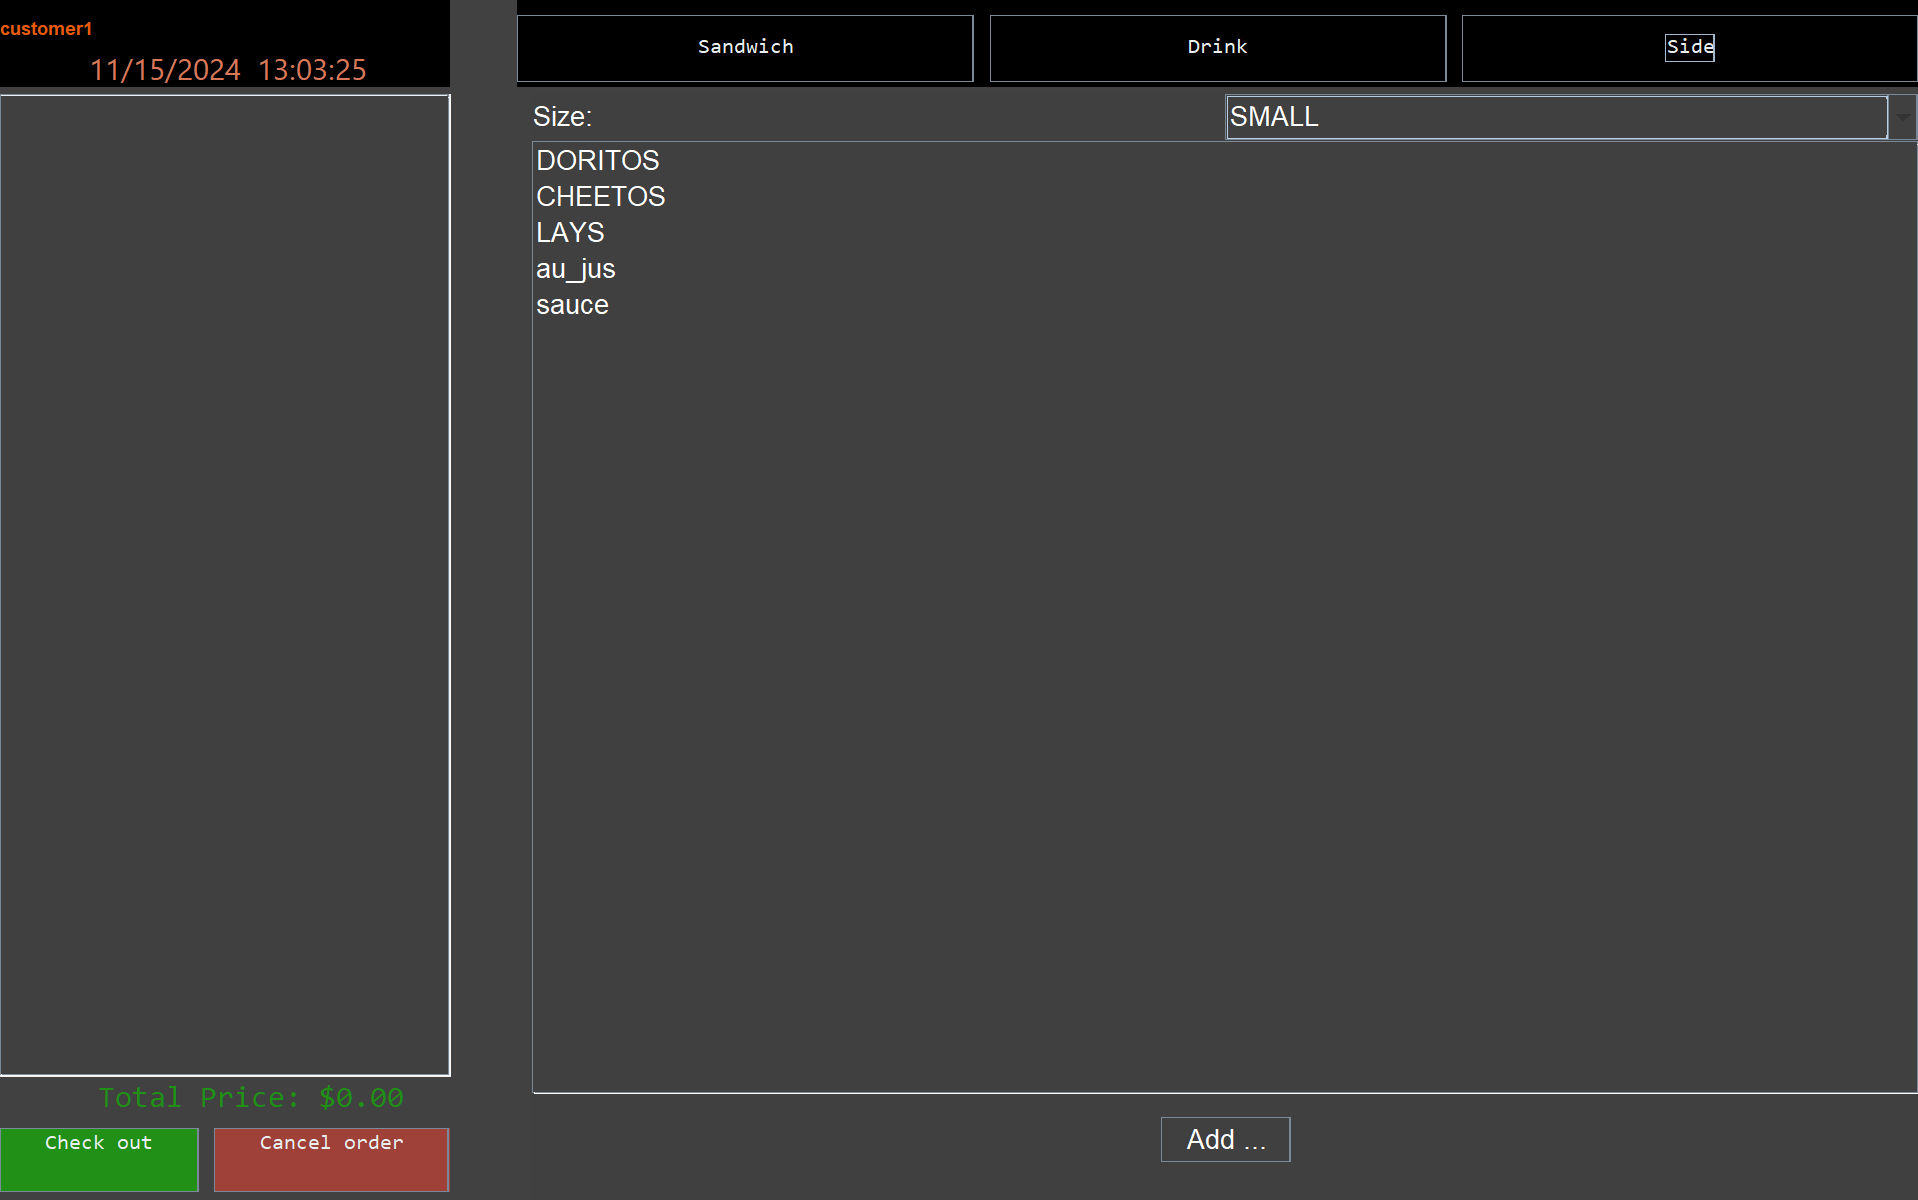 customer1
11/15/2024 13:03:25
Sandwich
Drink
Side
Size:
SMALL
DORITOS
CHEETOS
LAYS
au_jus
sauce
Total Price: $0.00
Check out
Cancel order
Add ...